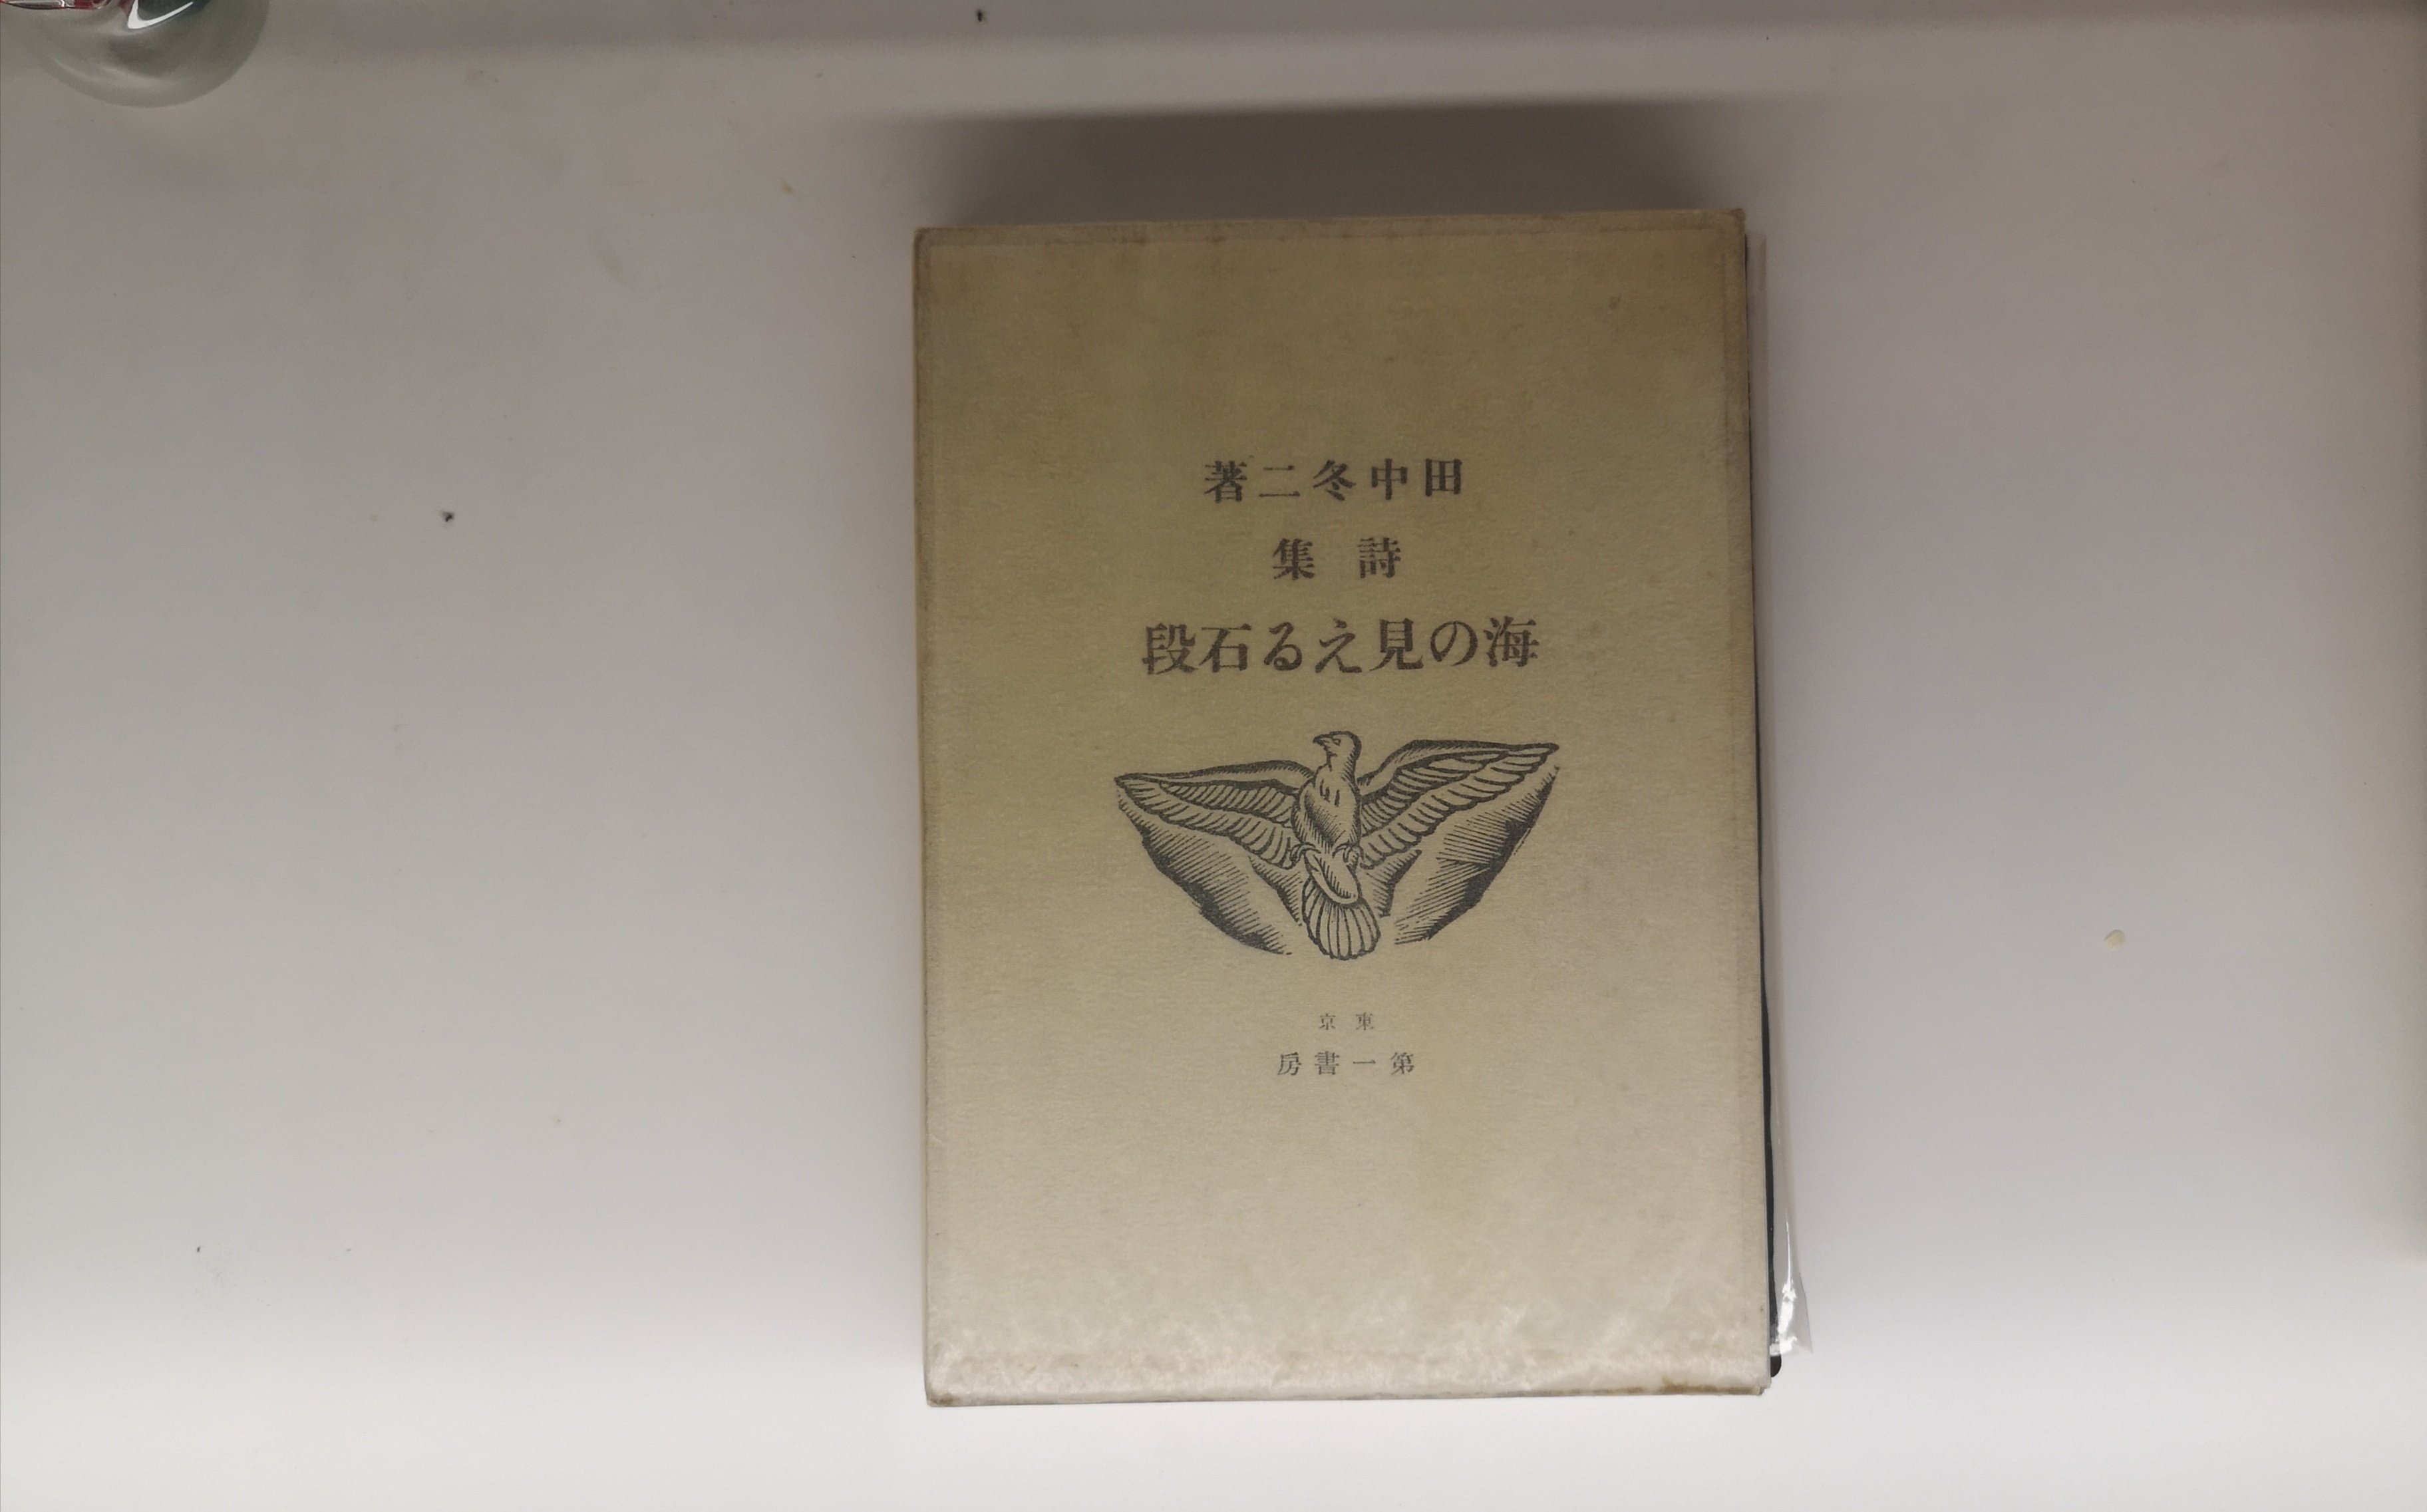 田中冬二著
詩集
海の見える石段
東京
第一書房